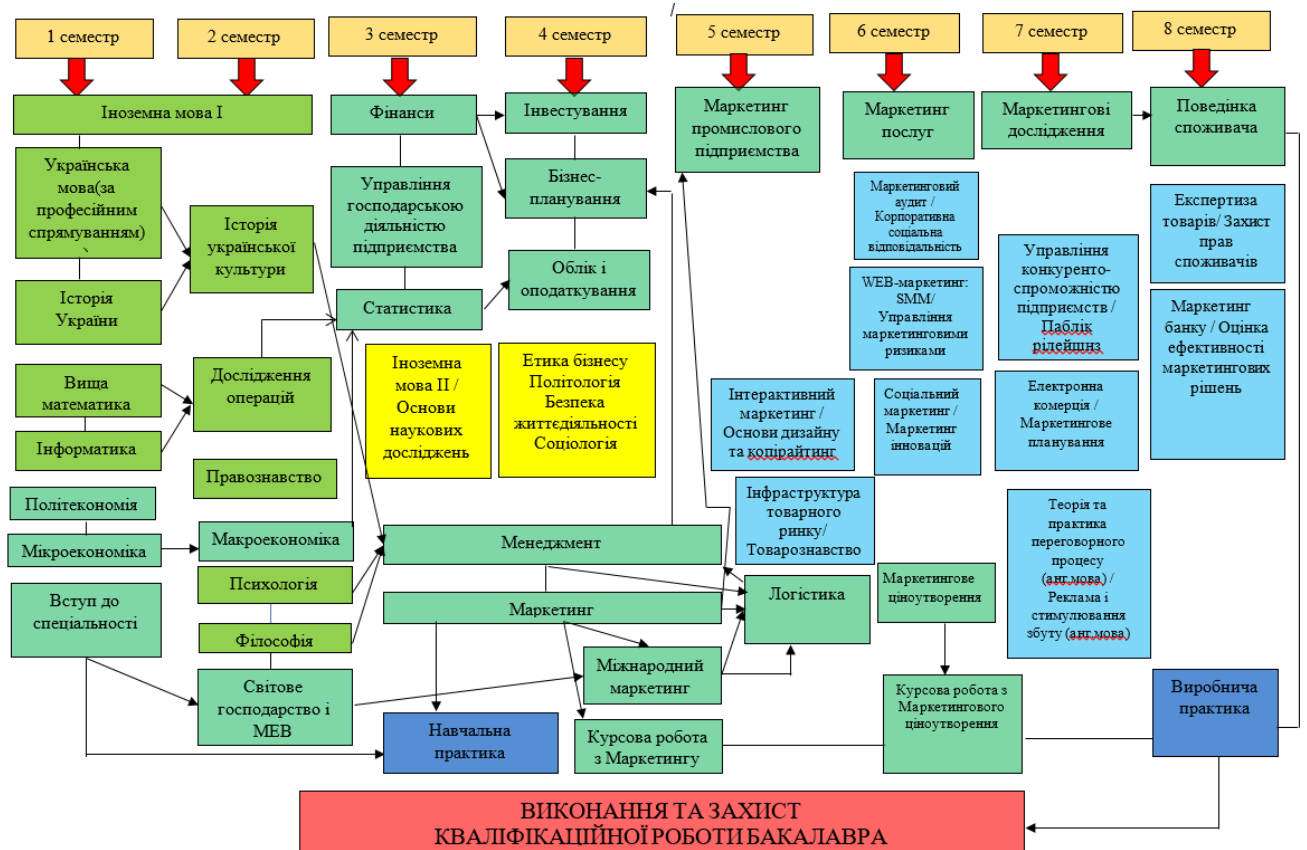 /
1 семестр
2 семестр
3 семестр
4 семестр
5 семестр
6 семестр
7 семестр
8 семестр
Іноземна мова І
Українська
мова(за
професійним
спрямуванням)
Історія
України
Вища
математика
Інформатика
Політекономія
Мікроекономіка
Вступ до
спеціальності
Історія
української
культури
Дослідження
операцій
Правознавство
Макроекономіка
Психологія
Філософія
Світове
господарство і
МЕВ
Фінанси
Управління
господарською
діяльністю
підприємства
Статистика
Іноземна
мова ІІ /
Основи
наукових
досліджень
Інвестування
Бізнес-
планування
Облік і
оподаткування
Етика бізнесу
Політологія
Безпека
життєдіяльності
Соціологія
Менеджмент
Маркетинг
Міжнародний
маркетинг
Навчальна
практика
Курсова робота
з Маркетингу
Маркетинг
промислового
підприємства
Інтерактивний
маркетинг /
Основи дизайну
та копірайтинг
Інфраструктура
товарного
ринку/
Товарознавство
Логістика
Маркетинг
послуг
Маркетинговий
аудит /
Корпоративна
соціальна
відповідальність
WEB-маркетинг:
SMM/
Управління
маркетинговими
ризиками
Соціальний
маркетинг /
Маркетинг
інновацій
Маркетингове
ціноутворення
Курсова робота з
Маркетингового
ціноутворення
Маркетингові
дослідження
Управління
конкуренто-
спроможністю
підприємств /
Паблік
рілейшнз
Електронна
комерція /
Маркетингове
планування
Теорія та
практика
переговорного
процесу
(анг.мова) /
Реклама і
стимулювання
збуту (анг.мова)
Поведінка
споживача
Експертиза
товарів/ Захист
прав
споживачів
Маркетинг
банку / Оцінка
ефективності
маркетингових
рішень
Виробнича
практика
ВИКОНАННЯ ТА ЗАХИСТ
КВАЛІФІКАЦІЙНОЇ РОБОТИ БАКАЛАВРА